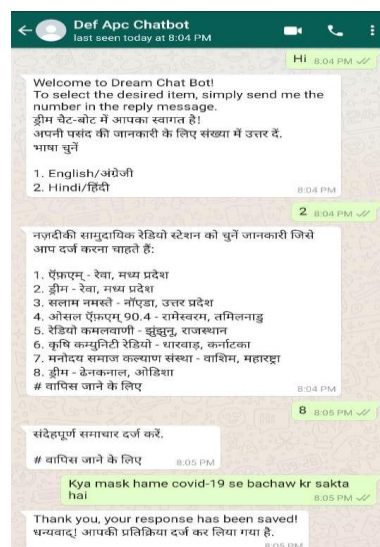 Def Apc Chatbot
last seen today at 8:04 PM
Hi 8:04 PM
Welcome to Dream Chat Bot!
To select the desired item, simply send me the
number in the reply message.
ड्रीम चैट-बोट में आपका स्वागत है!
अपनी पसंद की जानकारी के लिए संख्या में उत्तर दें.
भाषा चुनें
1. English/अंग्रेजी
2. Hindi/हिंदी
8:04 PM
2 8:04 PM
नज़दीकी सामुदायिक रेडियो स्टेशन को चुनें जानकारी जिसे
आप दर्ज करना चाहते हैं:
1. ऍफ़एम् - रेवा, मध्य प्रदेश
2. ड्रीम - रेवा, मध्य प्रदेश
3. सलाम नमस्ते - नॉएडा, उत्तर प्रदेश
4. ओसल ऍफ़एम् 90.4 - रामेस्वरम, तमिलनाडु
5. रेडियो कमलवाणी - झुंझुनू, राजस्थान
6. कृषि कम्युनिटी रेडियो - धारवाड़, कर्नाटका
7. मनोदय समाज कल्याण संस्था - वाशिम, महाराष्ट्रा
8. ड्रीम - ढेनकनाल, ओडिशा
# वापिस जाने के लिए
8:04 PM
8 8:05 PM
संदेहपूर्ण समाचार दर्ज करें.
# वापिस जाने के लिए 8:05 PM
Kya mask hame covid-19 se bachaw kr sakta
hai
8:05 PM
Thank you, your response has been saved!
धन्यवाद्! आपकी प्रतिक्रिया दर्ज कर लिया गया है.
8:05 PM